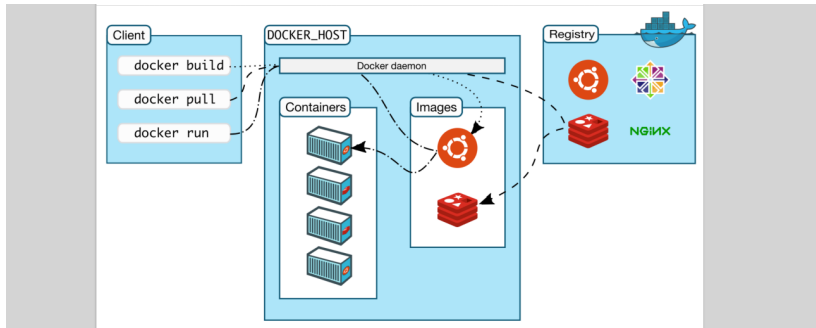 Client
docker build
docker pull
docker run
DOCKER_HOST
Docker daemon
Containers
Images
Registry
NGINX